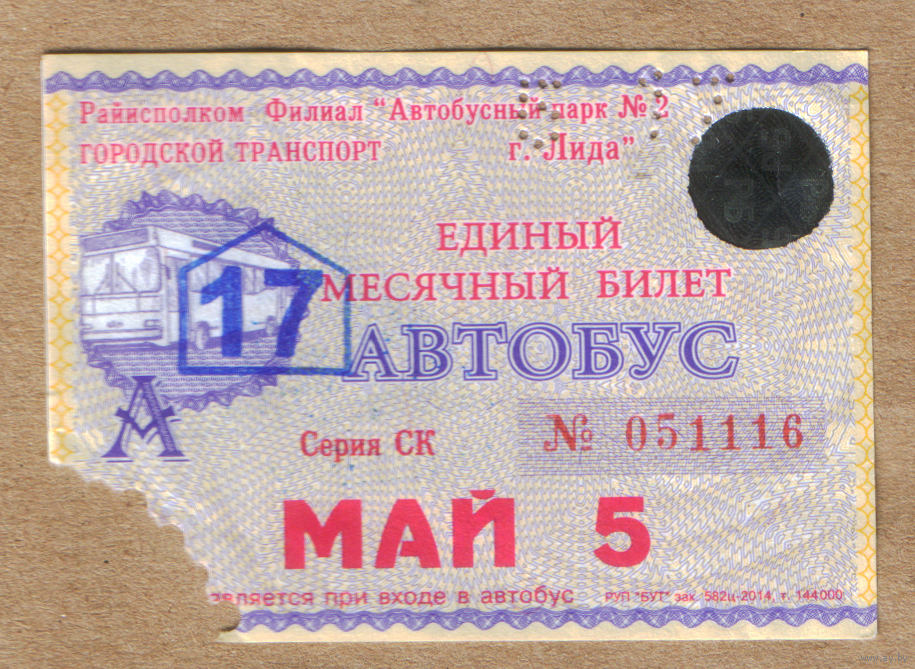 Райисполком Филиал "Автобусный парк № 2
ГОРОДСКОЙ ТРАНСПОРТ г. Лида"
ЕДИНЫЙ
МЕСЯЧНЫЙ БИЛЕТ
17
АВТОБУС
А
Серия СК № 051116
МАЙ 5
является при входе в автобус РУП "БУТ" зак. 582ц-2014, т. 144000